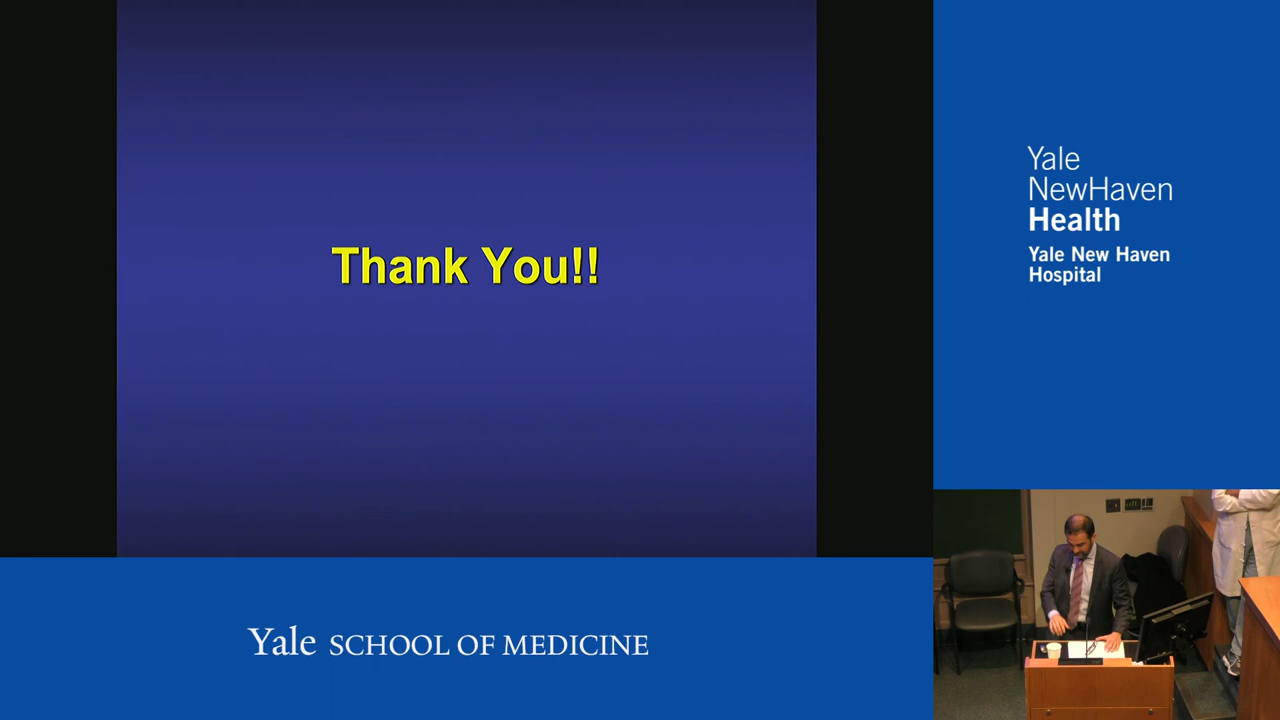 Thank You!!
Yale
NewHaven
Health
Yale New Haven
Hospital
Yale SCHOOL OF MEDICINE